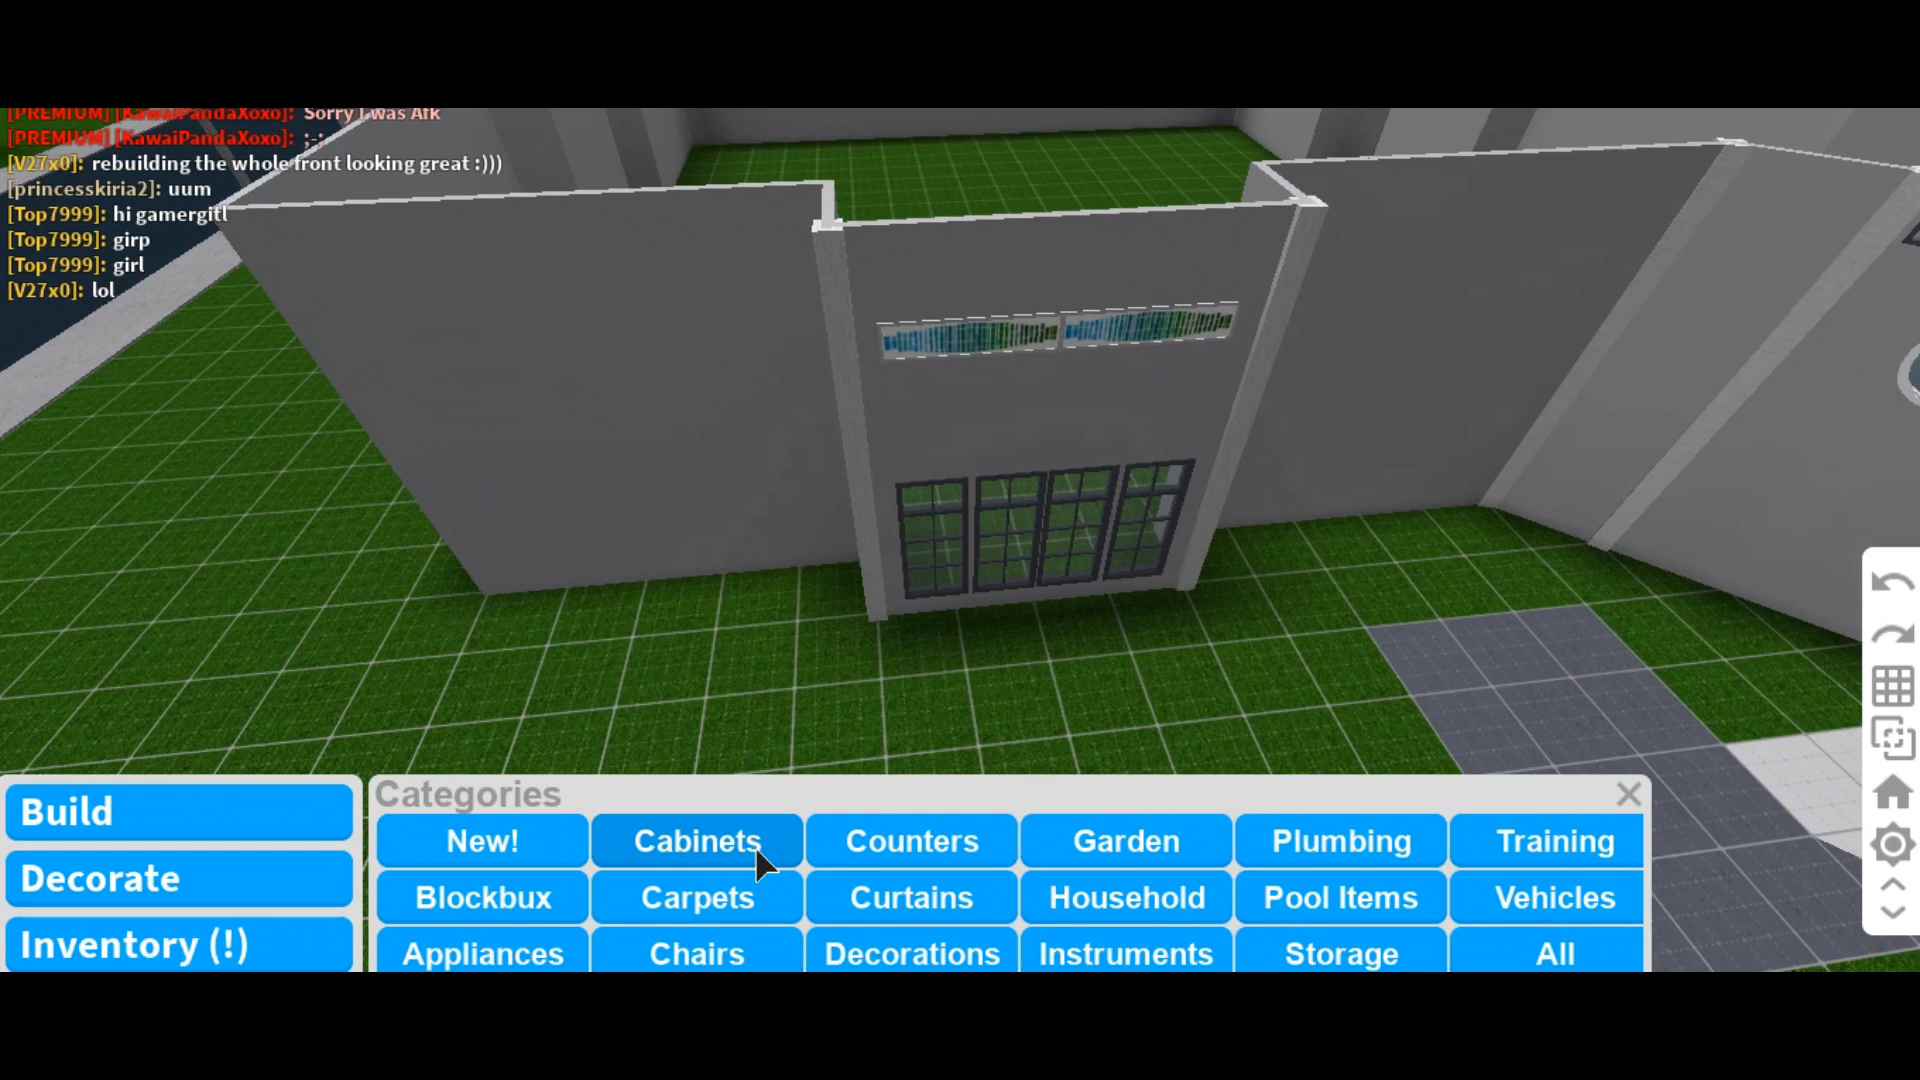 [PREMIUM] [KawaiPandaXoxo]: Sorry I was Afk
[PREMIUM] [KawaiPandaXoxo]: ;-;
[V27x0]: rebuilding the whole front looking great :)))
[princesskiria2]: uum
[Top7999]: hi gamergitl
[Top7999]: girp
[Top7999]: girl
[V27x0]: lol
Build
Decorate
Inventory (!)
Categories
New! Cabinets Counters Garden Plumbing Training
Blockbux Carpets Curtains Household Pool Items Vehicles
Appliances Chairs Decorations Instruments Storage All